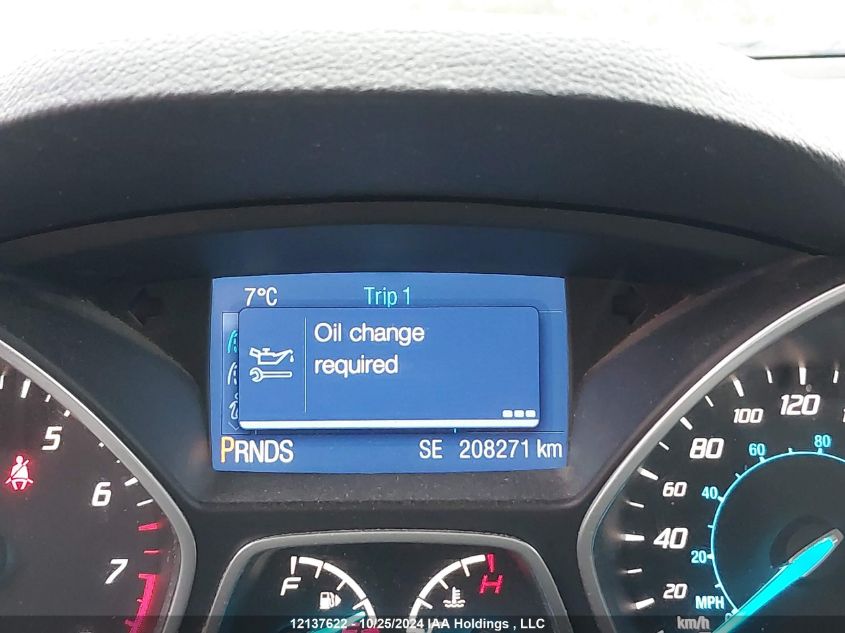 7°C Trip 1
Oil change
required
PRNDS SE 208271 km
5
6
7
F
H
20
40
60
80
100
120
20
40
60
80
MPH
km/h
12137622 - 10/25/2024 IAA Holdings , LLC